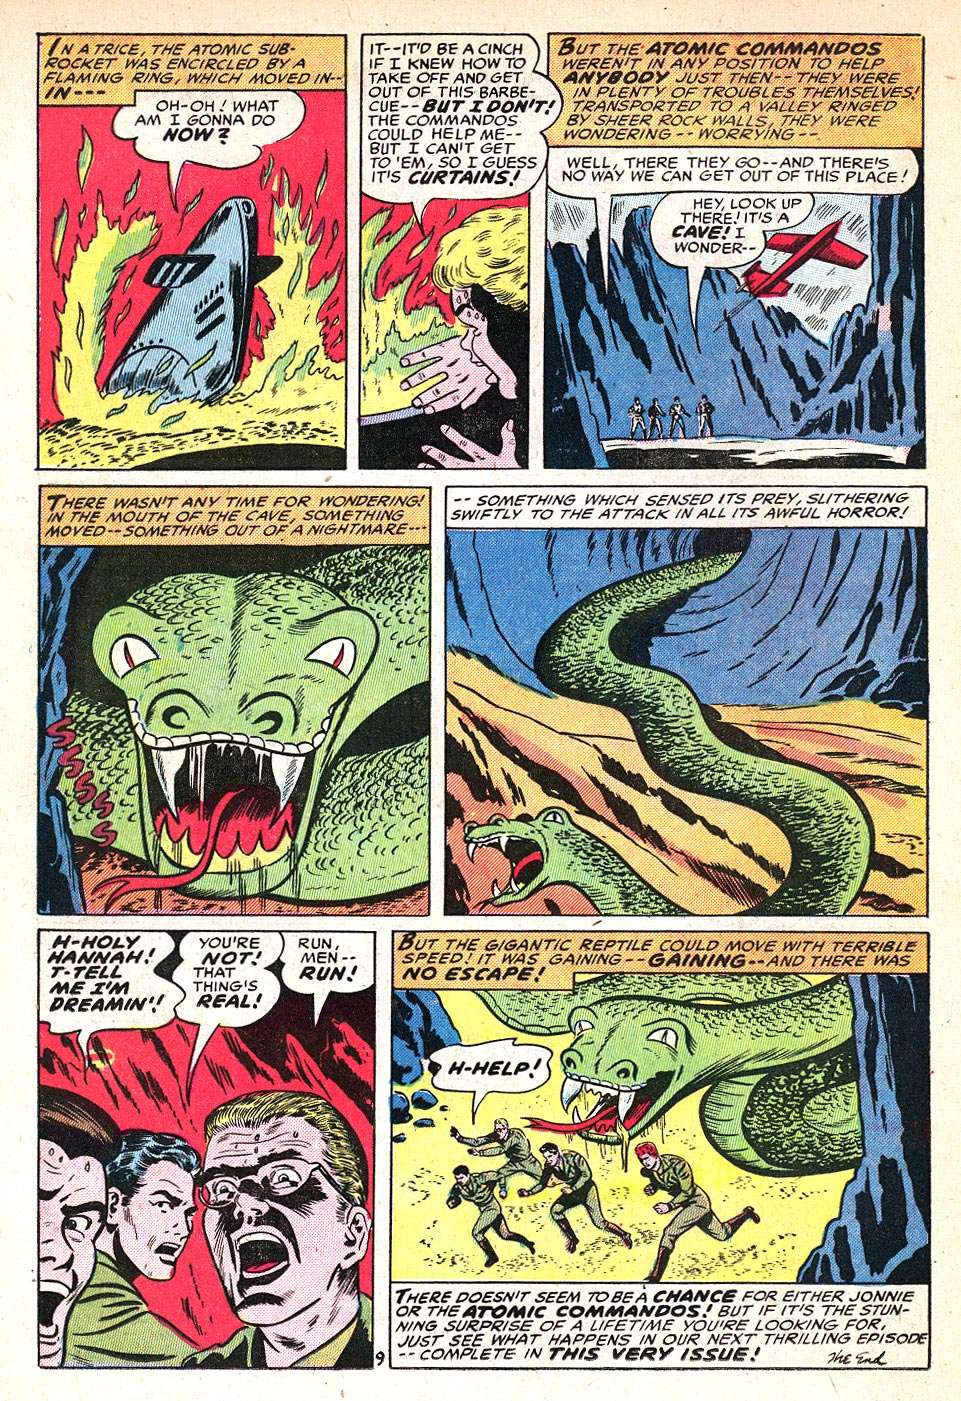 IN A TRICE, THE ATOMIC SUB-
ROCKET WAS ENCIRCLED BY A
FLAMING RING, WHICH MOVED IN--
IN---
OH-OH! WHAT
AM I GONNA DO
NOW?
IT--IT'D BE A CINCH
IF I KNEW HOW TO
TAKE OFF AND GET
OUT OF THIS BARBE-
CUE--BUT I DON'T!
THE COMMANDOS
COULD HELP ME--
BUT I CAN'T GET
TO 'EM, SO I GUESS
IT'S CURTAINS!
BUT THE ATOMIC COMMANDOS
WEREN'T IN ANY POSITION TO HELP
ANYBODY JUST THEN--THEY WERE
IN PLENTY OF TROUBLES THEMSELVES!
TRANSPORTED TO A VALLEY RINGED
BY SHEER ROCK WALLS, THEY WERE
WONDERING--WORRYING--
WELL, THERE THEY GO--AND THERE'S
NO WAY WE CAN GET OUT OF THIS PLACE!
HEY, LOOK UP
THERE! IT'S A
CAVE! I
WONDER--
THERE WASN'T ANY TIME FOR WONDERING!
IN THE MOUTH OF THE CAVE, SOMETHING
MOVED--SOMETHING OUT OF A NIGHTMARE---
SSSSSS
--SOMETHING WHICH SENSED ITS PREY, SLITHERING
SWIFTLY TO THE ATTACK IN ALL ITS AWFUL HORROR!
H-HOLY
HANNAH!
T-TELL
ME I'M
DREAMIN'!
YOU'RE
NOT!
THAT
THING'S
REAL!
RUN,
MEN--
RUN!
BUT THE GIGANTIC REPTILE COULD MOVE WITH TERRIBLE
SPEED! IT WAS GAINING--GAINING--AND THERE WAS
NO ESCAPE!
H-HELP!
THERE DOESN'T SEEM TO BE A CHANCE FOR EITHER JONNIE
OR THE ATOMIC COMMANDOS! BUT IF IT'S THE STUN-
NING SURPRISE OF A LIFETIME YOU'RE LOOKING FOR,
JUST SEE WHAT HAPPENS IN OUR NEXT THRILLING EPISODE
--COMPLETE IN THIS VERY ISSUE!
The End
9